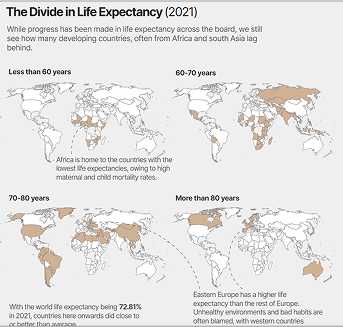 The Divide in Life Expectancy (2021)
While progress has been made in life expectancy across the board, we still
see how many developing countries, often from Africa and south Asia lag
behind.
Less than 60 years
60-70 years
Africa is home to the countries with the
lowest life expectancies, owing to high
maternal and child mortality rates.
70-80 years
More than 80 years
With the world life expectancy being 72.81%
in 2021, countries here onwards did close to
or better than average.
Eastern Europe has a higher life
expectancy than the rest of Europe.
Unhealthy environments and bad habits are
often blamed, with western countries